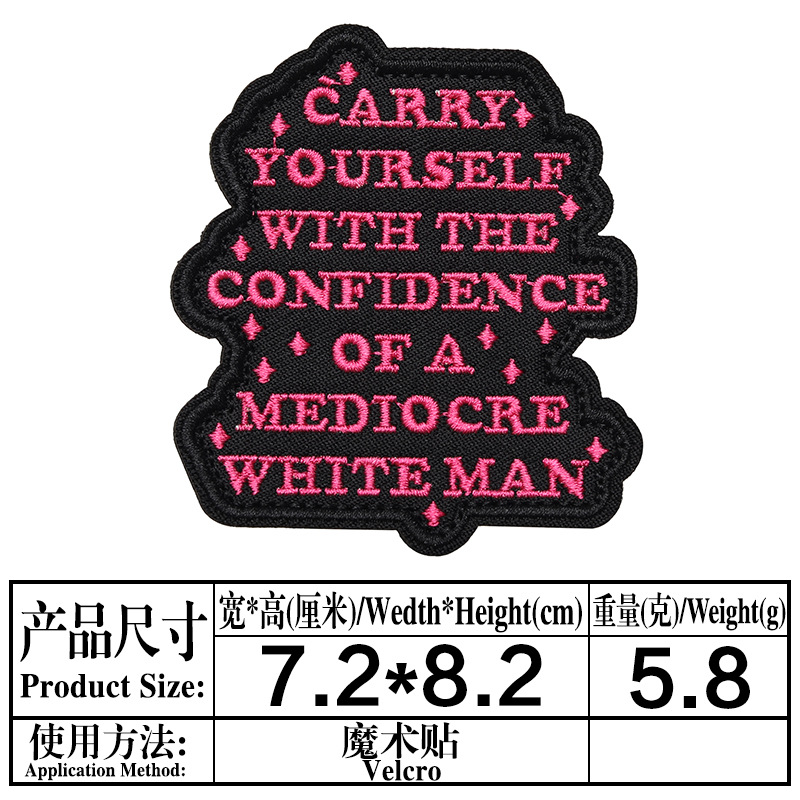 CARRY
YOURSELF
WITH THE
CONFIDENCE
OF A
MEDIOCRE
WHITE MAN
产品尺寸
Product Size:
宽*高(厘米)/Wedth*Height(cm)
7.2*8.2
重量(克)/Weight(g)
5.8
使用方法:
Application Method:
魔术贴
Velcro